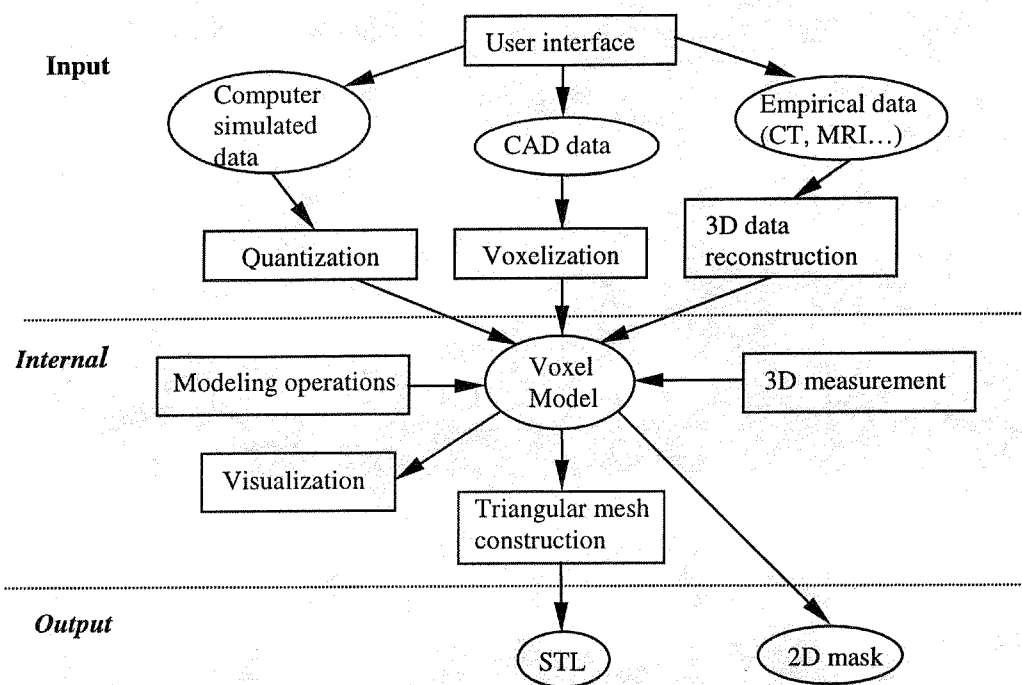 User interface
Input
Computer
simulated
data
CAD data
Empirical data
(CT, MRI...)
Quantization
Voxelization
3D data
reconstruction
Internal
Modeling operations
Voxel
Model
3D measurement
Visualization
Triangular mesh
construction
Output
STL
2D mask